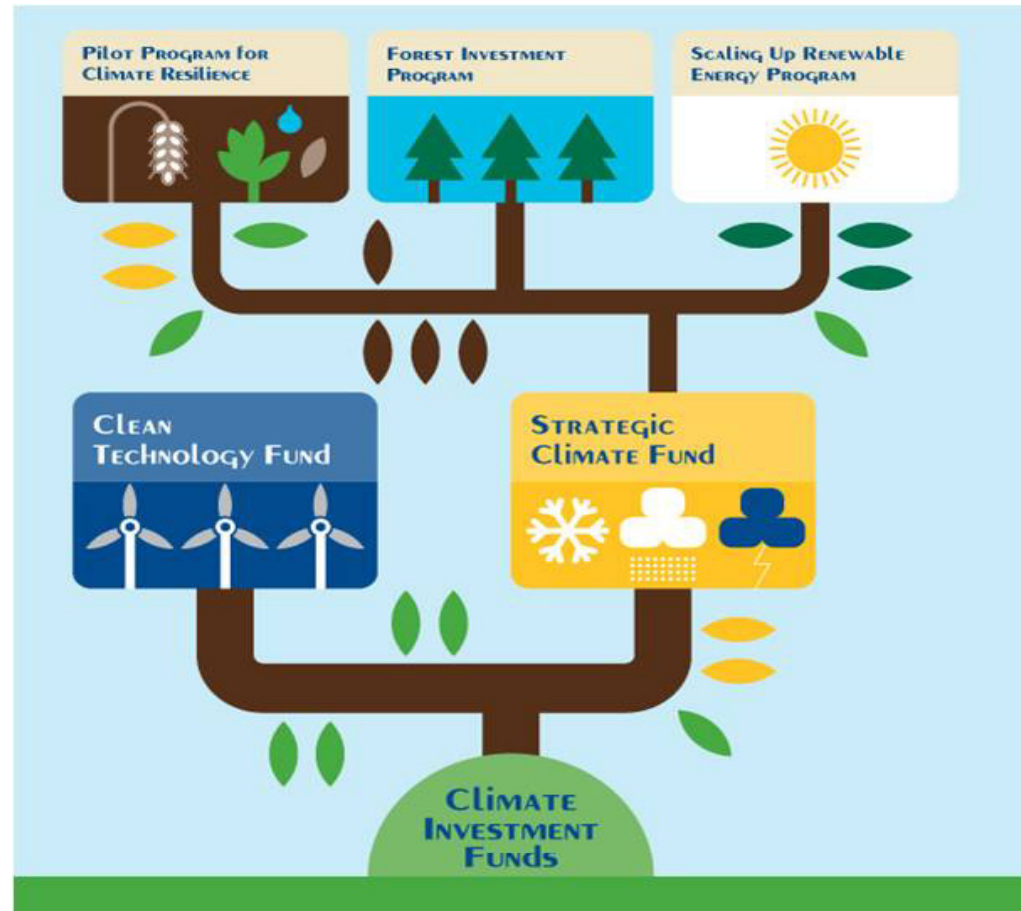 Pilot Program for
Climate Resilience
Forest Investment
Program
Scaling Up Renewable
Energy Program
Clean
Technology Fund
Strategic
Climate Fund
Climate
Investment
Funds